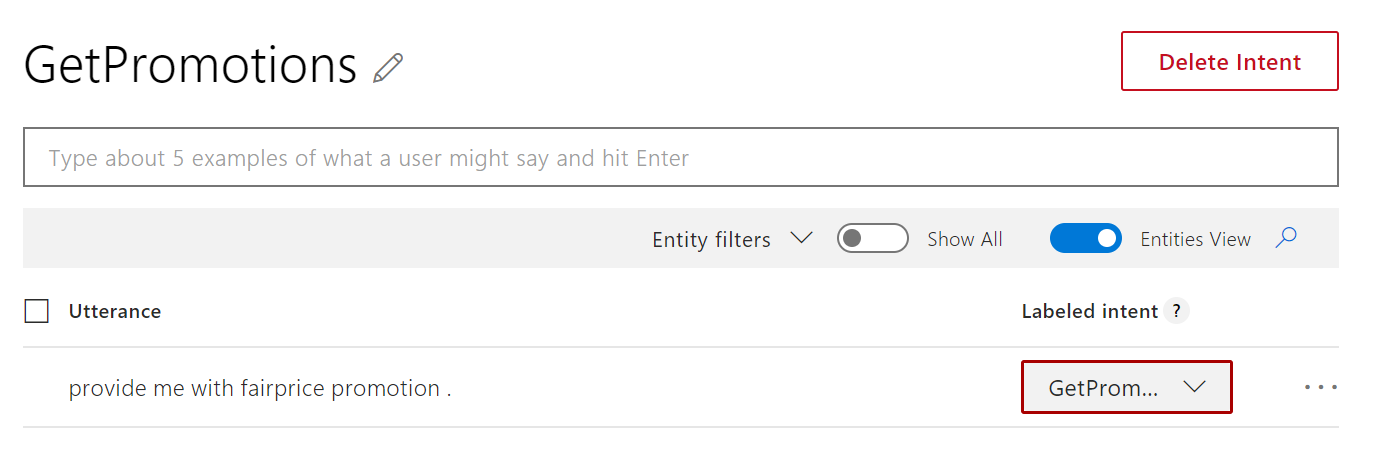 GetPromotions
Delete Intent
Type about 5 examples of what a user might say and hit Enter
Entity filters Show All Entities View
Utterance Labeled intent ?
provide me with fairprice promotion . GetProm... ...